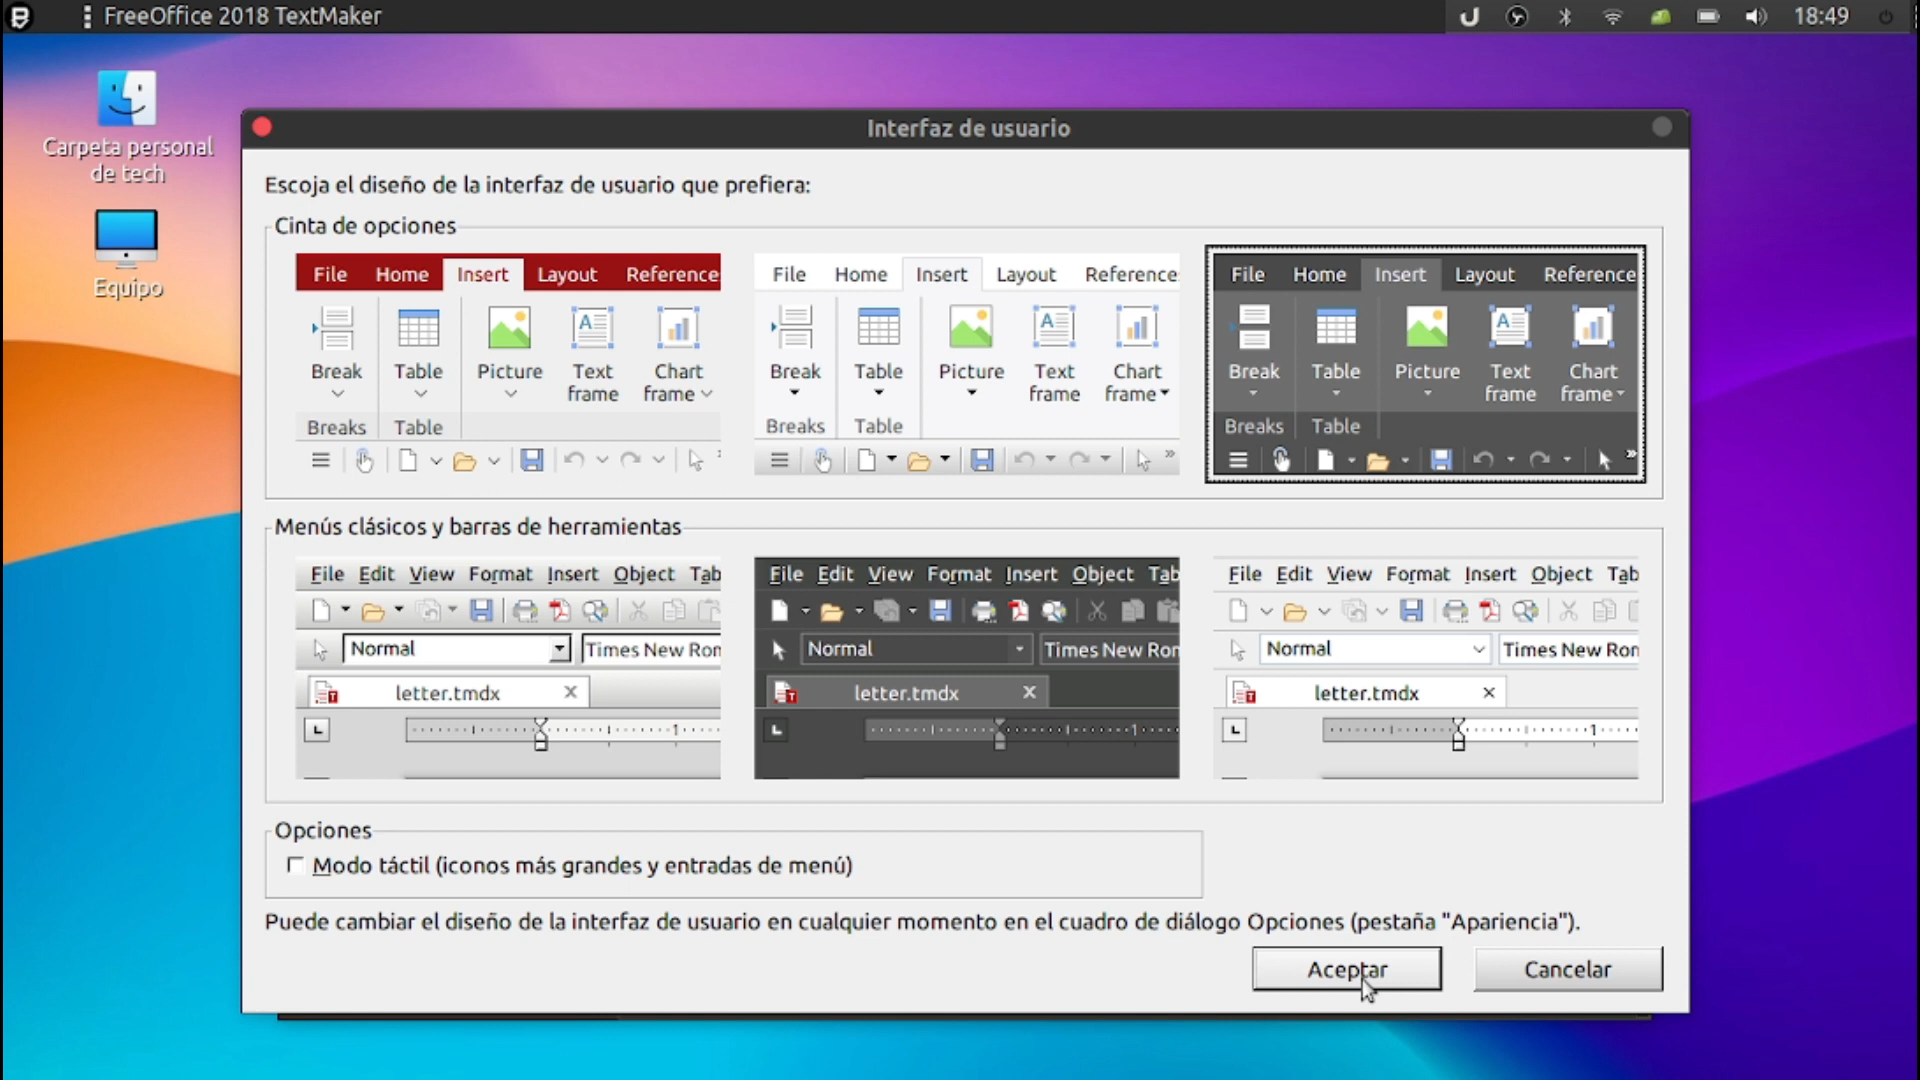 FreeOffice 2018 TextMaker
18:49
Carpeta personal
de tech
Equipo
Interfaz de usuario
Escoja el diseño de la interfaz de usuario que prefiera:
Cinta de opciones
File Home Insert Layout Reference
Break Table Picture Text frame Chart frame
Breaks Table
File Home Insert Layout Reference
Break Table Picture Text frame Chart frame
Breaks Table
File Home Insert Layout Reference
Break Table Picture Text frame Chart frame
Breaks Table
Menús clásicos y barras de herramientas
File Edit View Format Insert Object Tab
Normal Times New Ron
letter.tmdx
1
File Edit View Format Insert Object Tab
Normal Times New Ron
letter.tmdx
1
File Edit View Format Insert Object Tab
Normal Times New Ron
letter.tmdx
1
Opciones
Modo táctil (iconos más grandes y entradas de menú)
Puede cambiar el diseño de la interfaz de usuario en cualquier momento en el cuadro de diálogo Opciones (pestaña "Apariencia").
Aceptar Cancelar